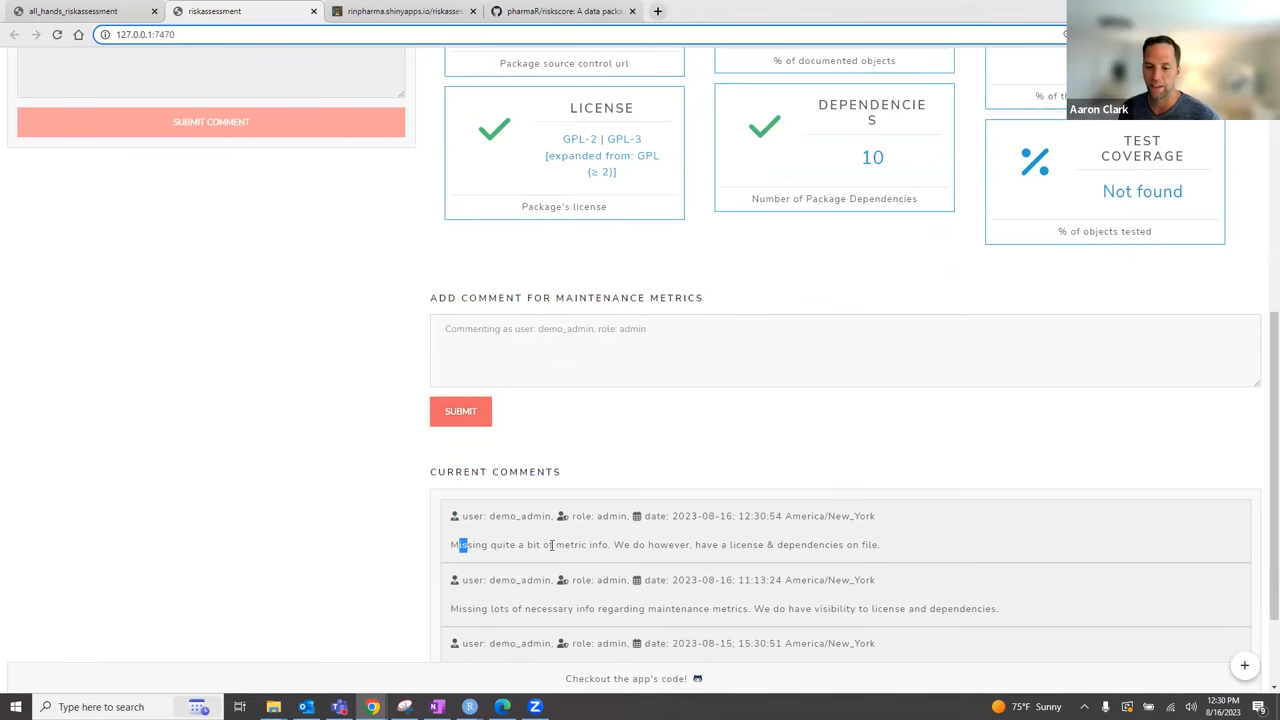 all_hands_riskassessment
riskassessment
rinpharma.shinyapps.io/riskasses
pharmaR/riskscore: A data packa
127.0.0.1:7470
Aaron Clark
SUBMIT COMMENT
Package source control url
% of documented objects
% of th
LICENSE
GPL-2 | GPL-3
[expanded from: GPL
(≥ 2)]
Package's license
DEPENDENCIE
S
10
Number of Package Dependencies
TEST
COVERAGE
Not found
% of objects tested
ADD COMMENT FOR MAINTENANCE METRICS
Commenting as user: demo_admin, role: admin
SUBMIT
CURRENT COMMENTS
user: demo_admin, role: admin, date: 2023-08-16; 12:30:54 America/New_York
Missing quite a bit of metric info. We do however, have a license & dependencies on file.
user: demo_admin, role: admin, date: 2023-08-16; 11:13:24 America/New_York
Missing lots of necessary info regarding maintenance metrics. We do have visibility to license and dependencies.
user: demo_admin, role: admin, date: 2023-08-15; 15:30:51 America/New_York
Checkout the app's code!
Type here to search
75°F Sunny
12:30 PM
8/16/2023